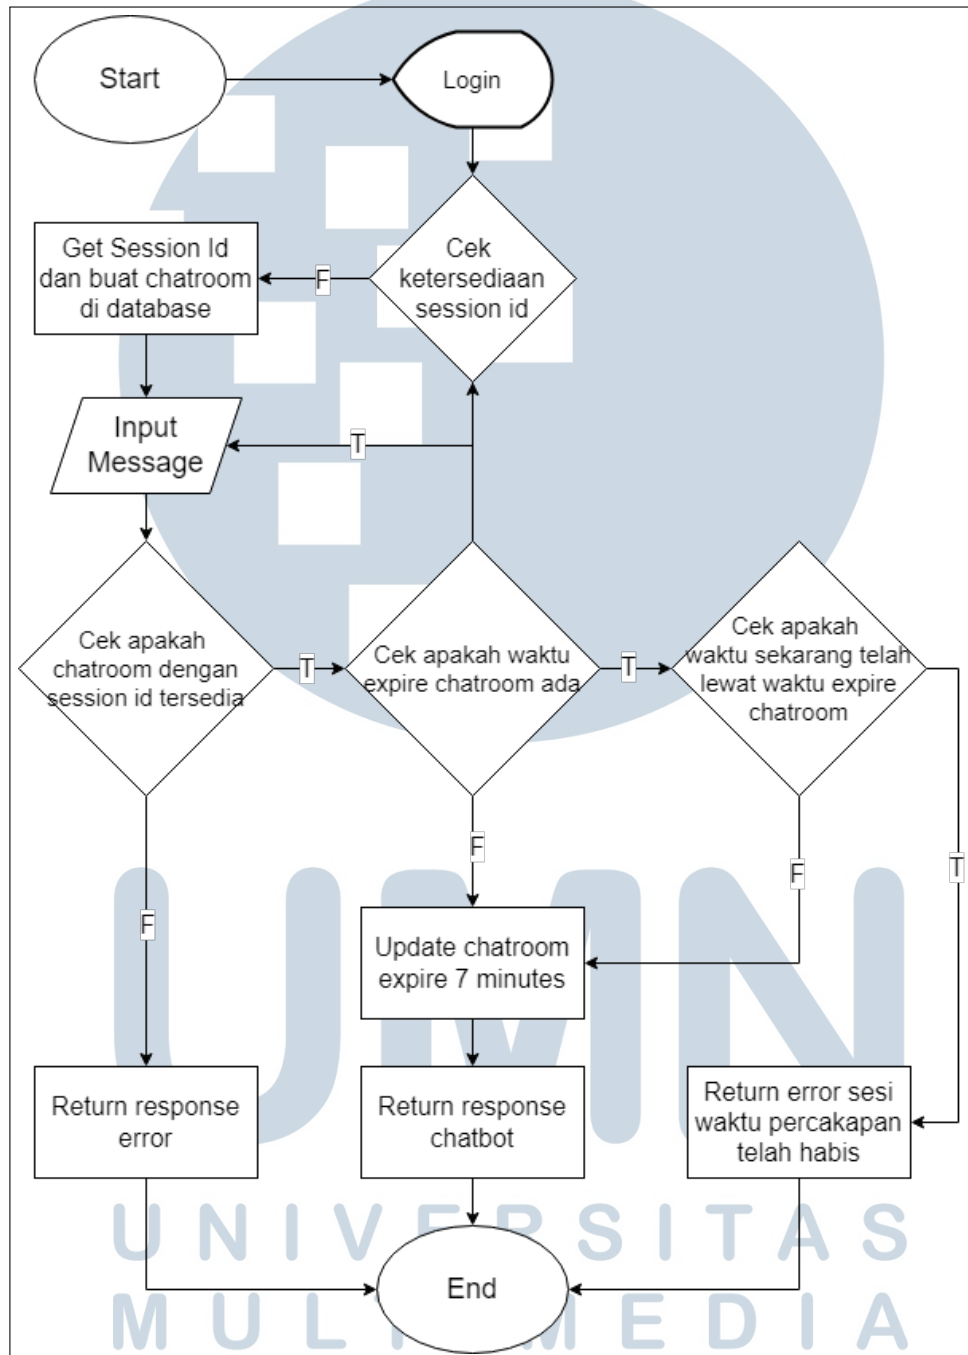 Start
Login
Cek
ketersediaan
session id
F
Get Session Id
dan buat chatroom
di database
Input
Message
T
Cek apakah
chatroom dengan
session id tersedia
T
Cek apakah waktu
expire chatroom ada
T
Cek apakah
waktu sekarang telah
lewat waktu expire
chatroom
F
F
F
T
Update chatroom
expire 7 minutes
Return response
error
Return response
chatbot
Return error sesi
waktu percakapan
telah habis
End
UMN
UNIVERSITAS
MULTIMEDIA